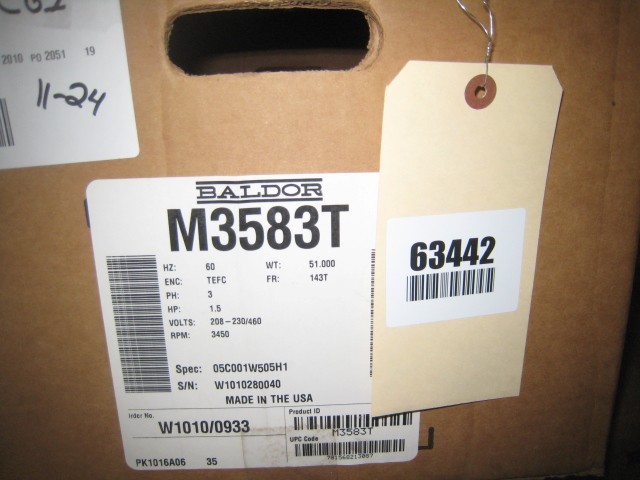 2010 PO 2051 19
11-24
BALDOR
M3583T
HZ: 60 WT: 51.000
ENC: TEFC FR: 143T
PH: 3
HP: 1.5
VOLTS: 208-230/460
RPM: 3450
Spec: 05C001W505H1
S/N: W1010280040
MADE IN THE USA
Order No. Product ID
W1010/0933
M3583T
UPC Code
PK1016A06 35
63442